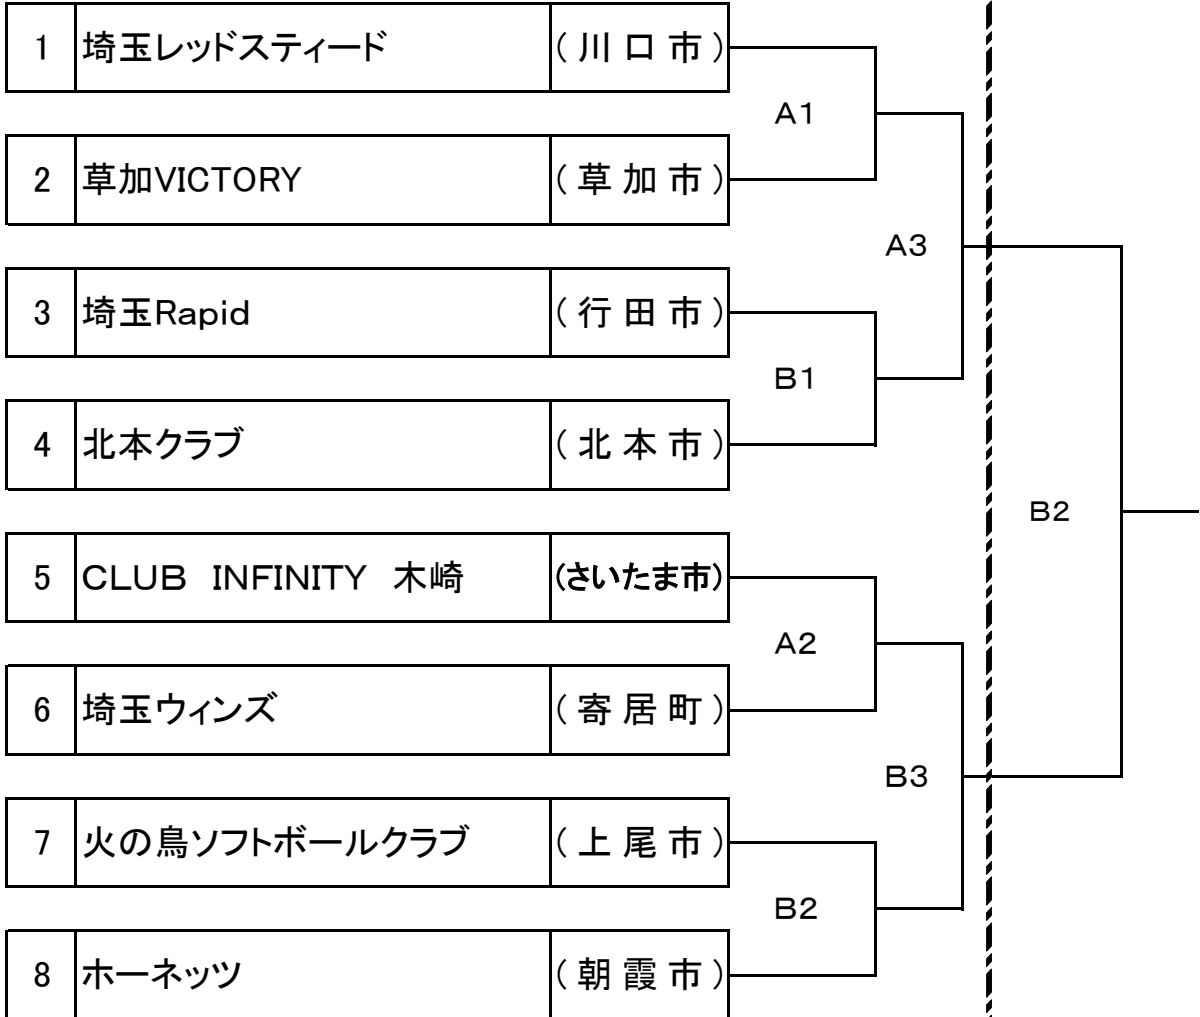 1 埼玉レッドスティード (川口市)
A1
2 草加VICTORY (草加市)
A3
3 埼玉Rapid (行田市)
B1
4 北本クラブ (北本市)
B2
5 CLUB INFINITY 木崎 (さいたま市)
A2
6 埼玉ウィンズ (寄居町)
B3
7 火の鳥ソフトボールクラブ (上尾市)
B2
8 ホーネッツ (朝霞市)